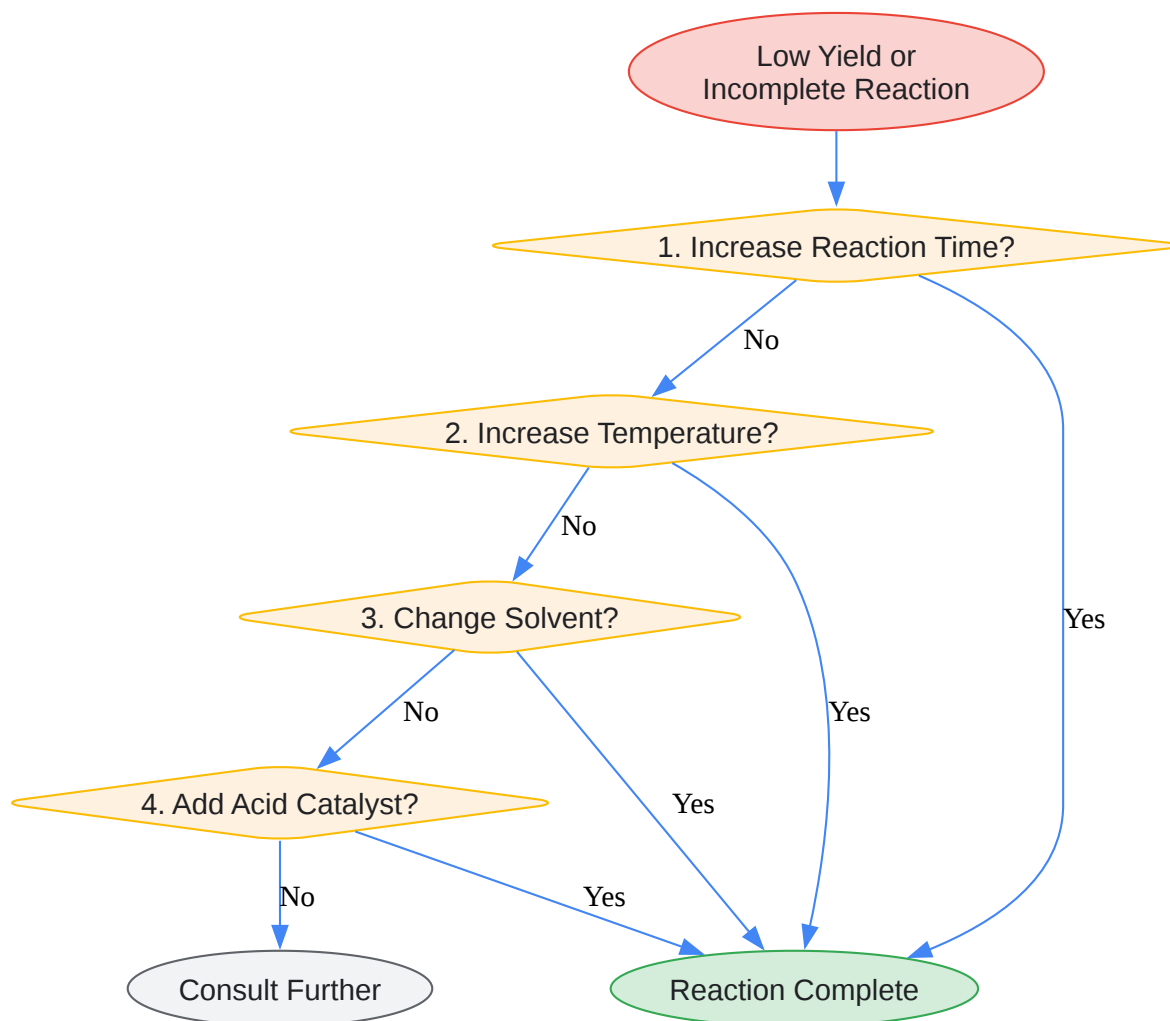 Low Yield or
Incomplete Reaction
1. Increase Reaction Time?
No
2. Increase Temperature?
No
3. Change Solvent?
Yes
No
Yes
4. Add Acid Catalyst?
Yes
No
Yes
Consult Further
Reaction Complete